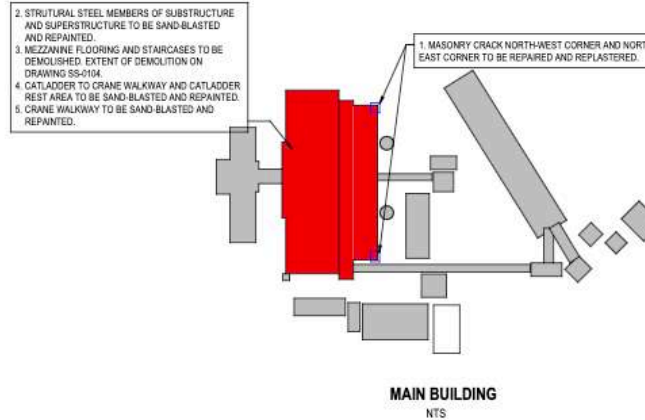 2. STRUTURAL STEEL MEMBERS OF SUBSTRUCTURE
AND SUPERSTRUCTURE TO BE SAND-BLASTED
AND REPAINTED.
3. MEZZANINE FLOORING AND STAIRCASES TO BE
DEMOLISHED. EXTENT OF DEMOLITION ON
DRAWING SS-0104.
4. CATLADDER TO CRANE WALKWAY AND CATLADDER
REST AREA TO BE SAND-BLASTED AND REPAINTED.
5. CRANE WALKWAY TO BE SAND-BLASTED AND
REPAINTED.
1. MASONRY CRACK NORTH-WEST CORNER AND NORT
EAST CORNER TO BE REPAIRED AND REPLASTERED.
MAIN BUILDING
NTS